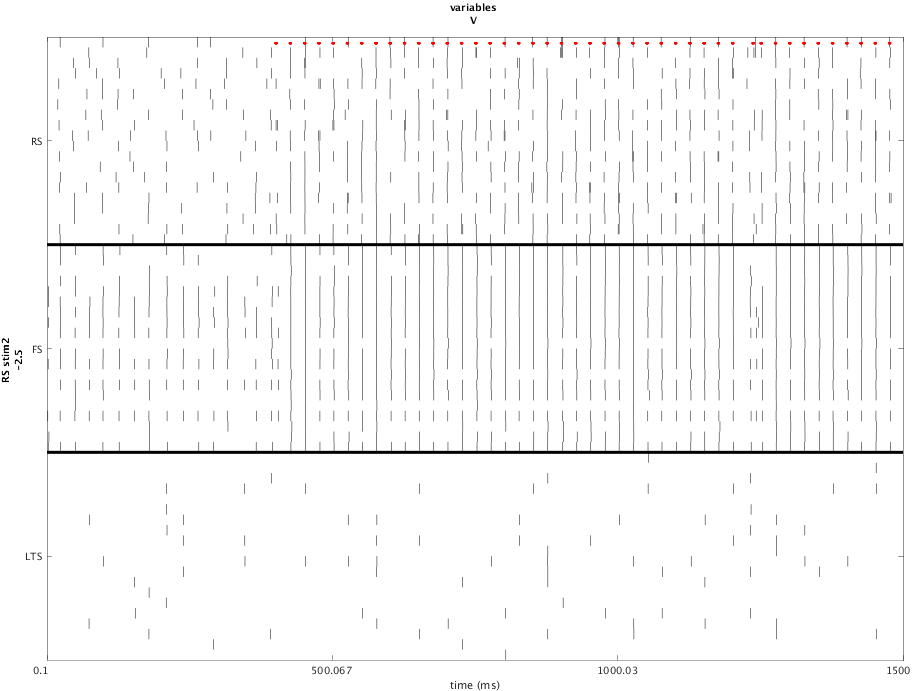 variables
V
RS
RS stim2
-2.5
FS
LTS
0.1
500.067
1000.03
1500
time (ms)